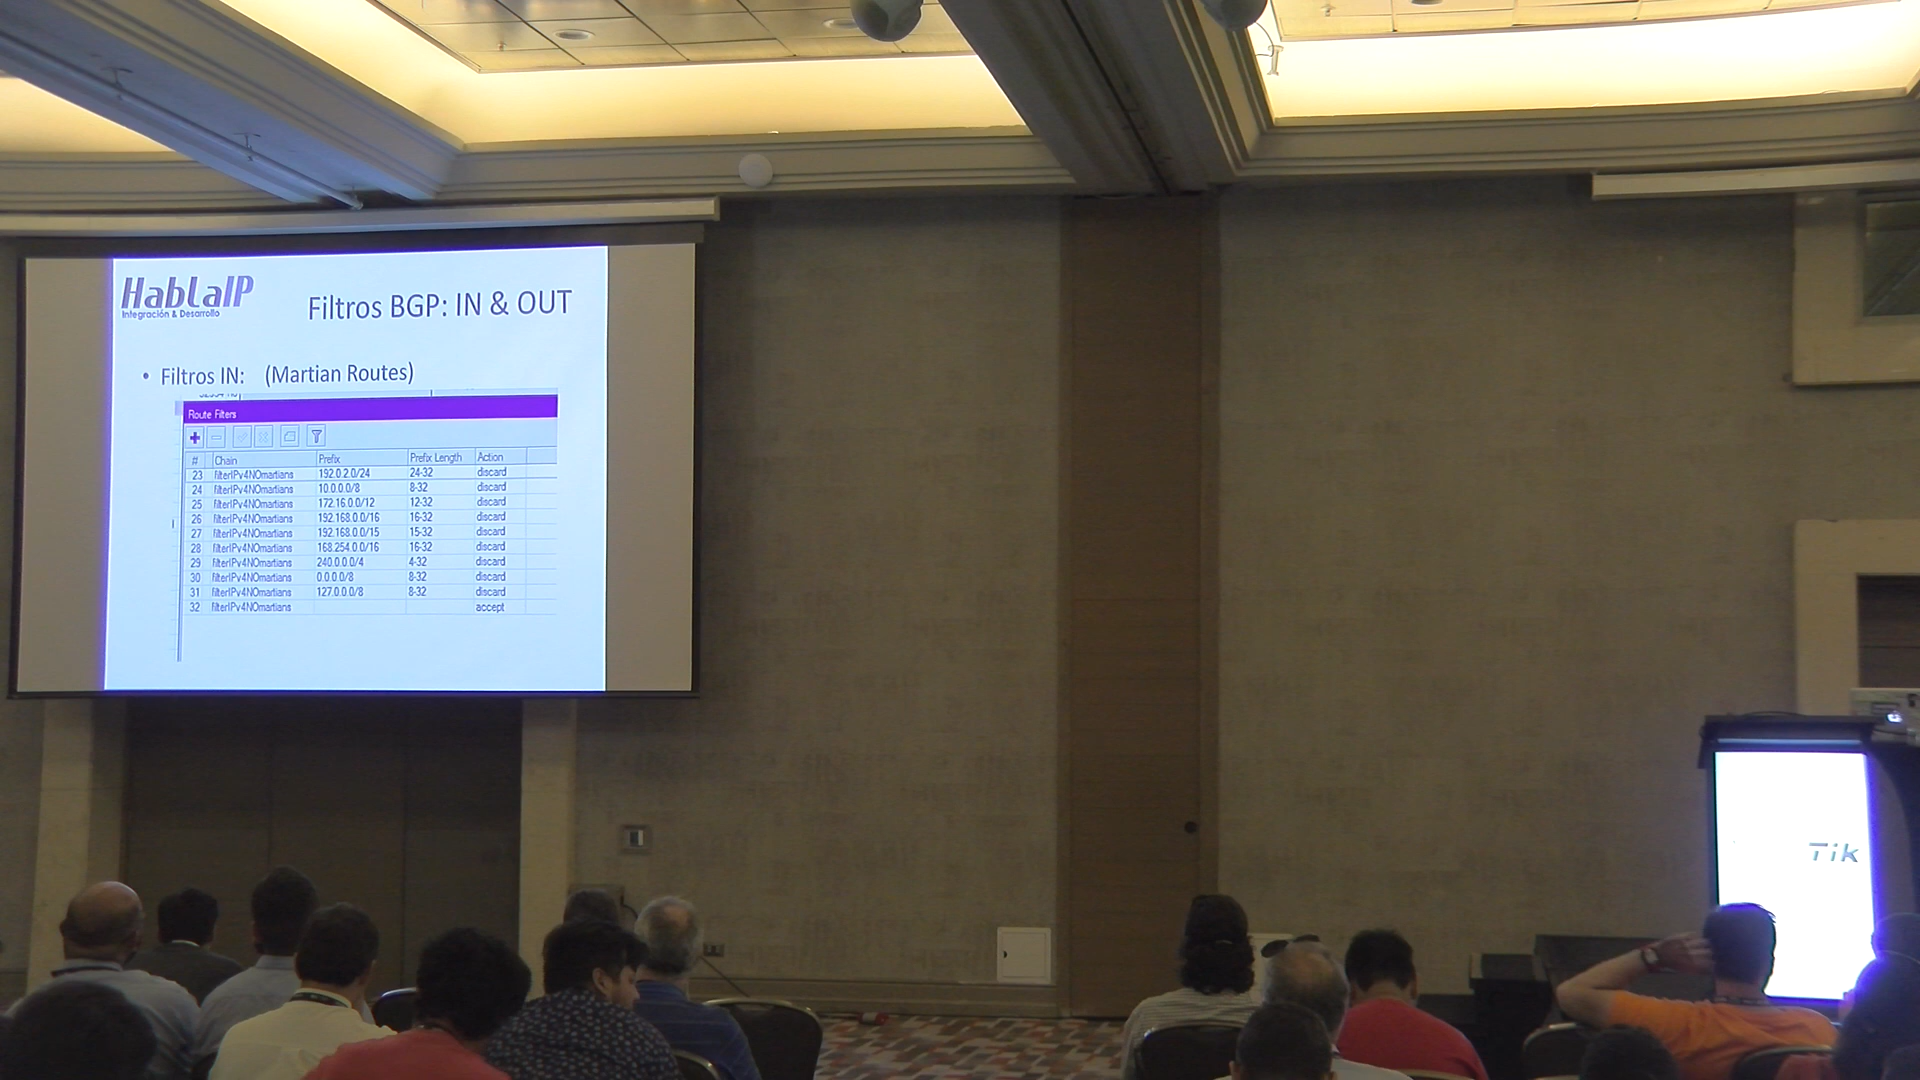 HablaIP
Integración & Desarrollo
Filtros BGP: IN & OUT
• Filtros IN: (Martian Routes)
Route Filters
# Chain Prefix Prefix Length Action
23 filterIPv4NOmartians 192.0.2.0/24 24-32 discard
24 filterIPv4NOmartians 10.0.0.0/8 8-32 discard
25 filterIPv4NOmartians 172.16.0.0/12 12-32 discard
26 filterIPv4NOmartians 192.168.0.0/16 16-32 discard
27 filterIPv4NOmartians 192.168.0.0/15 15-32 discard
28 filterIPv4NOmartians 168.254.0.0/16 16-32 discard
29 filterIPv4NOmartians 240.0.0.0/4 4-32 discard
30 filterIPv4NOmartians 0.0.0.0/8 8-32 discard
31 filterIPv4NOmartians 127.0.0.0/8 8-32 discard
32 filterIPv4NOmartians accept
Tik